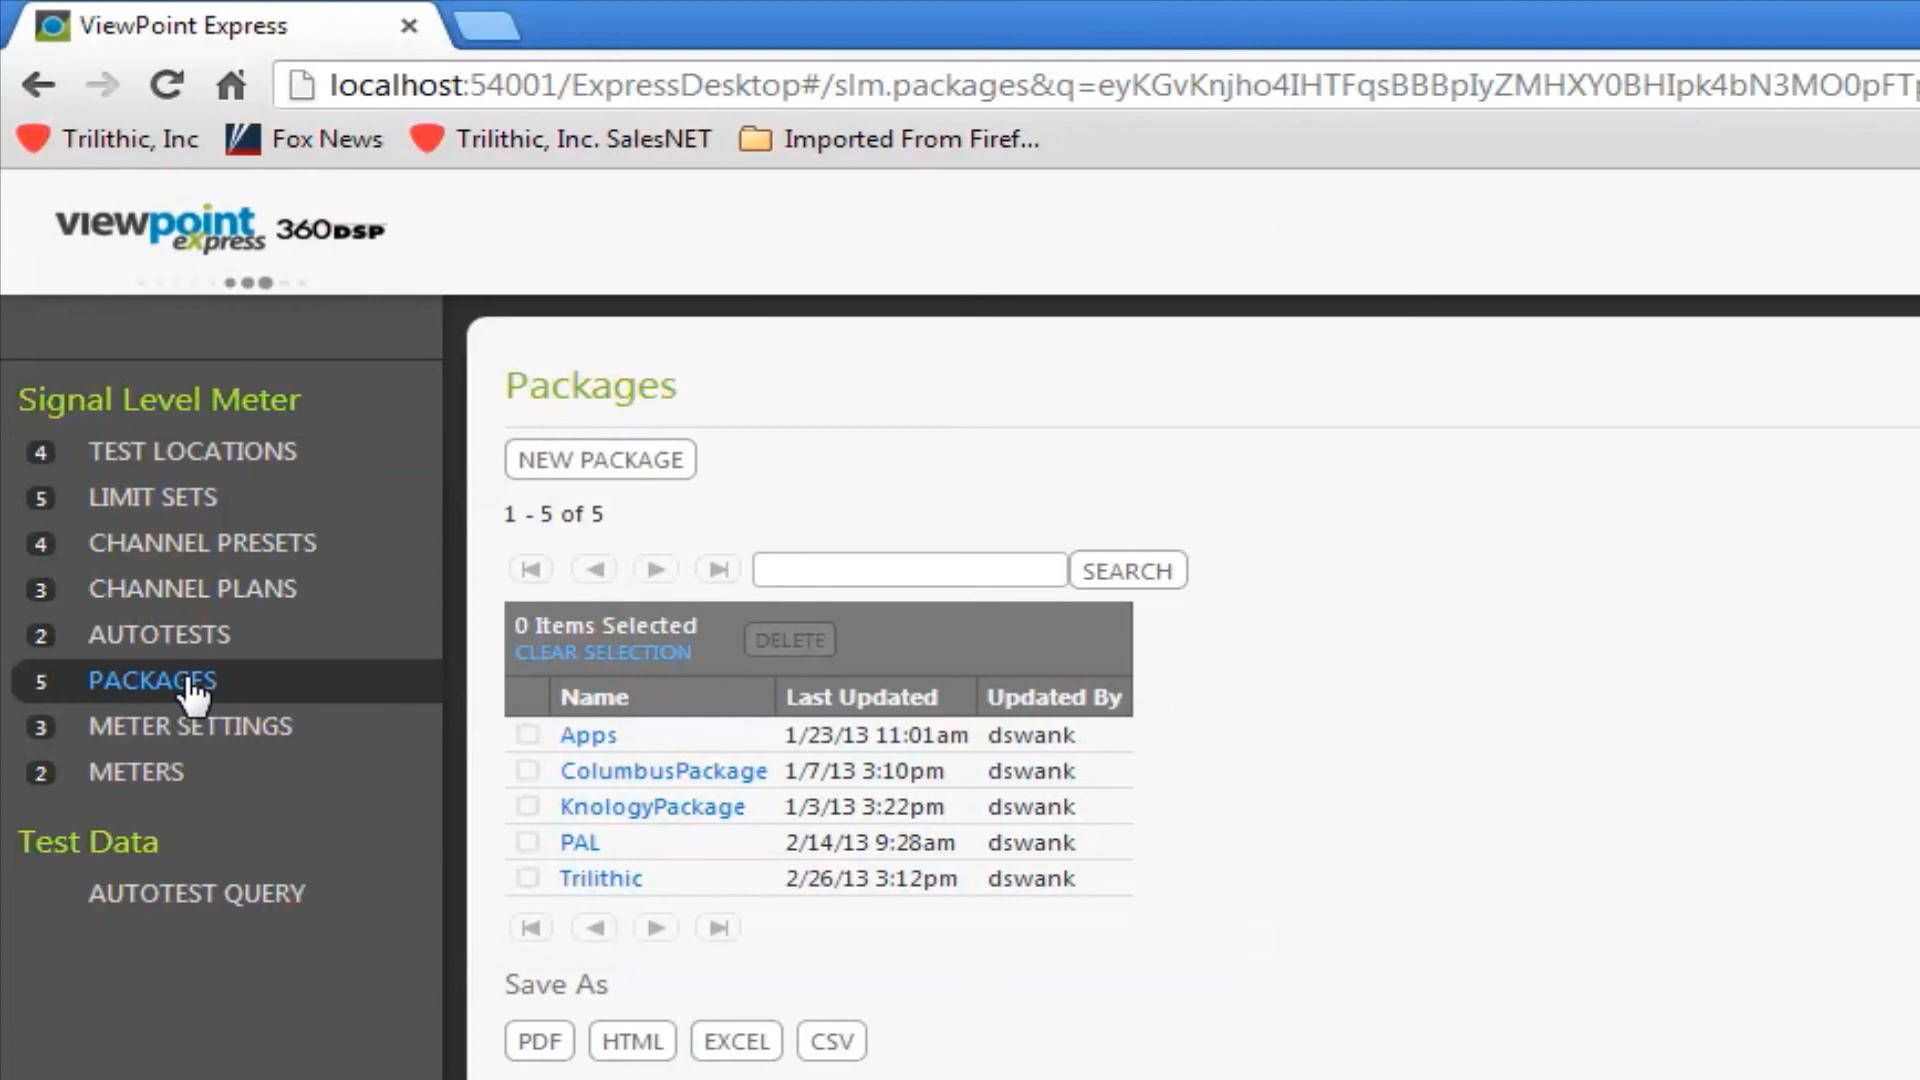 ViewPoint Express
localhost:54001/ExpressDesktop#/slm.packages&q=eyKGvKnjho4IHTFqsBBBpIyZMHXY0BHIpk4bN3MO0pFT
Trilithic, Inc Fox News Trilithic, Inc. SalesNET Imported From Firef...
viewpoint express 360DSP
Signal Level Meter
4 TEST LOCATIONS
5 LIMIT SETS
4 CHANNEL PRESETS
3 CHANNEL PLANS
2 AUTOTESTS
5 PACKAGES
3 METER SETTINGS
2 METERS
Test Data
AUTOTEST QUERY
Packages
NEW PACKAGE
1 - 5 of 5
SEARCH
0 Items Selected DELETE
CLEAR SELECTION
Name Last Updated Updated By
Apps 1/23/13 11:01am dswank
ColumbusPackage 1/7/13 3:10pm dswank
KnologyPackage 1/3/13 3:22pm dswank
PAL 2/14/13 9:28am dswank
Trilithic 2/26/13 3:12pm dswank
Save As
PDF HTML EXCEL CSV